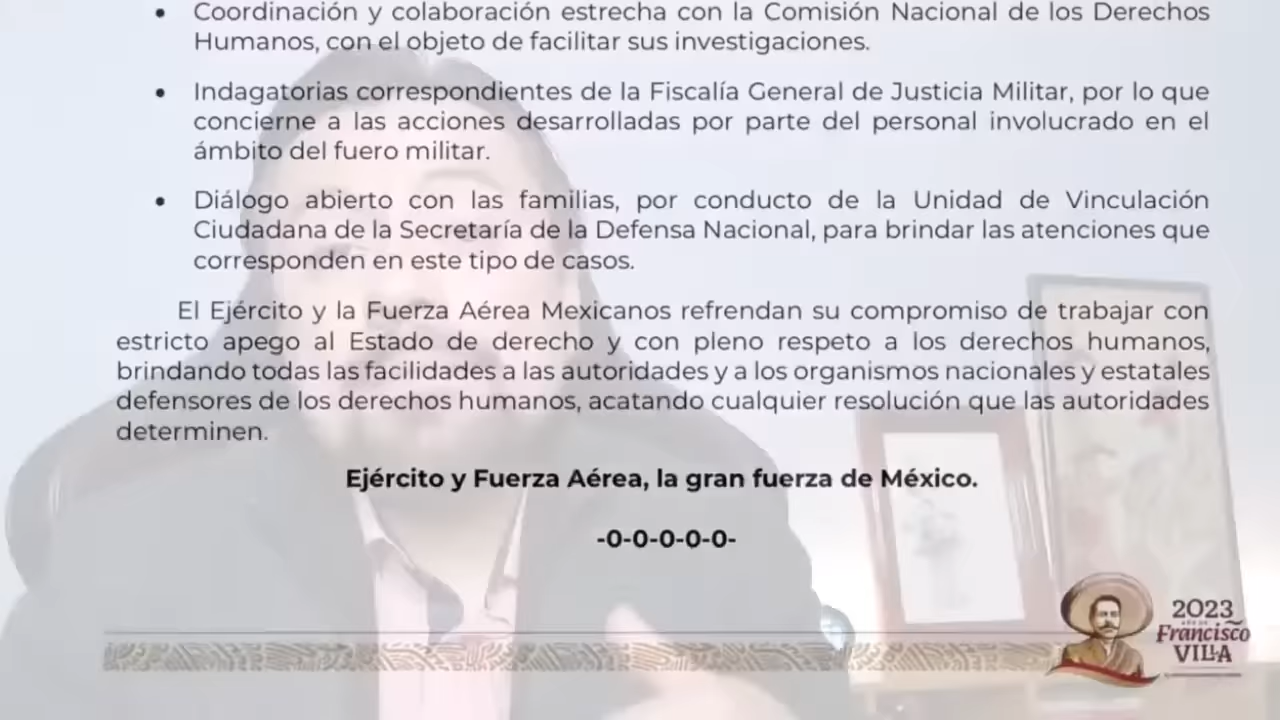 • Coordinación y colaboración estrecha con la Comisión Nacional de los Derechos
Humanos, con el objeto de facilitar sus investigaciones.
• Indagatorias correspondientes de la Fiscalía General de Justicia Militar, por lo que
concierne a las acciones desarrolladas por parte del personal involucrado en el
ámbito del fuero militar.
• Diálogo abierto con las familias, por conducto de la Unidad de Vinculación
Ciudadana de la Secretaría de la Defensa Nacional, para brindar las atenciones que
corresponden en este tipo de casos.
El Ejército y la Fuerza Aérea Mexicanos refrendan su compromiso de trabajar con
estricto apego al Estado de derecho y con pleno respeto a los derechos humanos,
brindando todas las facilidades a las autoridades y a los organismos nacionales y estatales
defensores de los derechos humanos, acatando cualquier resolución que las autoridades
determinen.
Ejército y Fuerza Aérea, la gran fuerza de México.
-0-0-0-0-0-
2023
AÑO DE
Francisco
VILLA